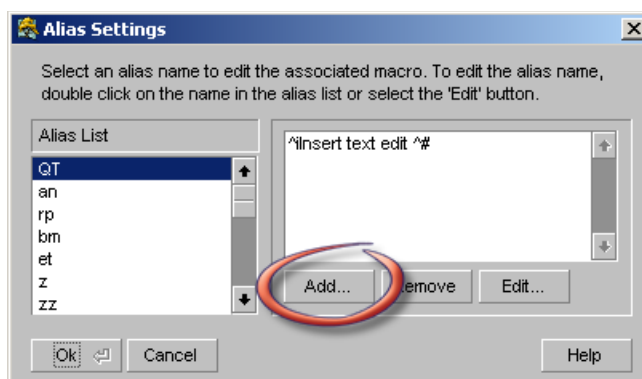 Alias Settings
Select an alias name to edit the associated macro. To edit the alias name,
double click on the name in the alias list or select the 'Edit' button.
Alias List
QT
an
rp
bm
et
z
zz
^iInsert text edit ^#
Add... Remove Edit...
Ok Cancel Help